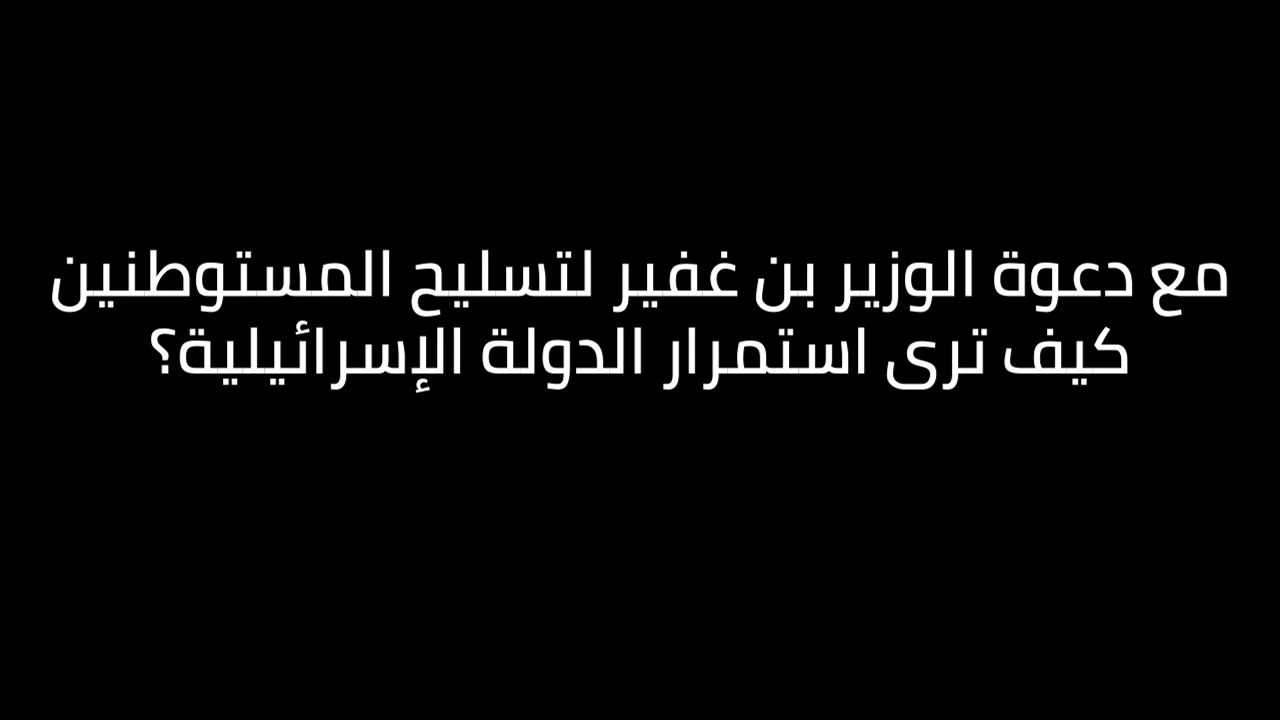 مع دعوة الوزير بن غفير لتسليح المستوطنين
كيف ترى استمرار الدولة الإسرائيلية؟